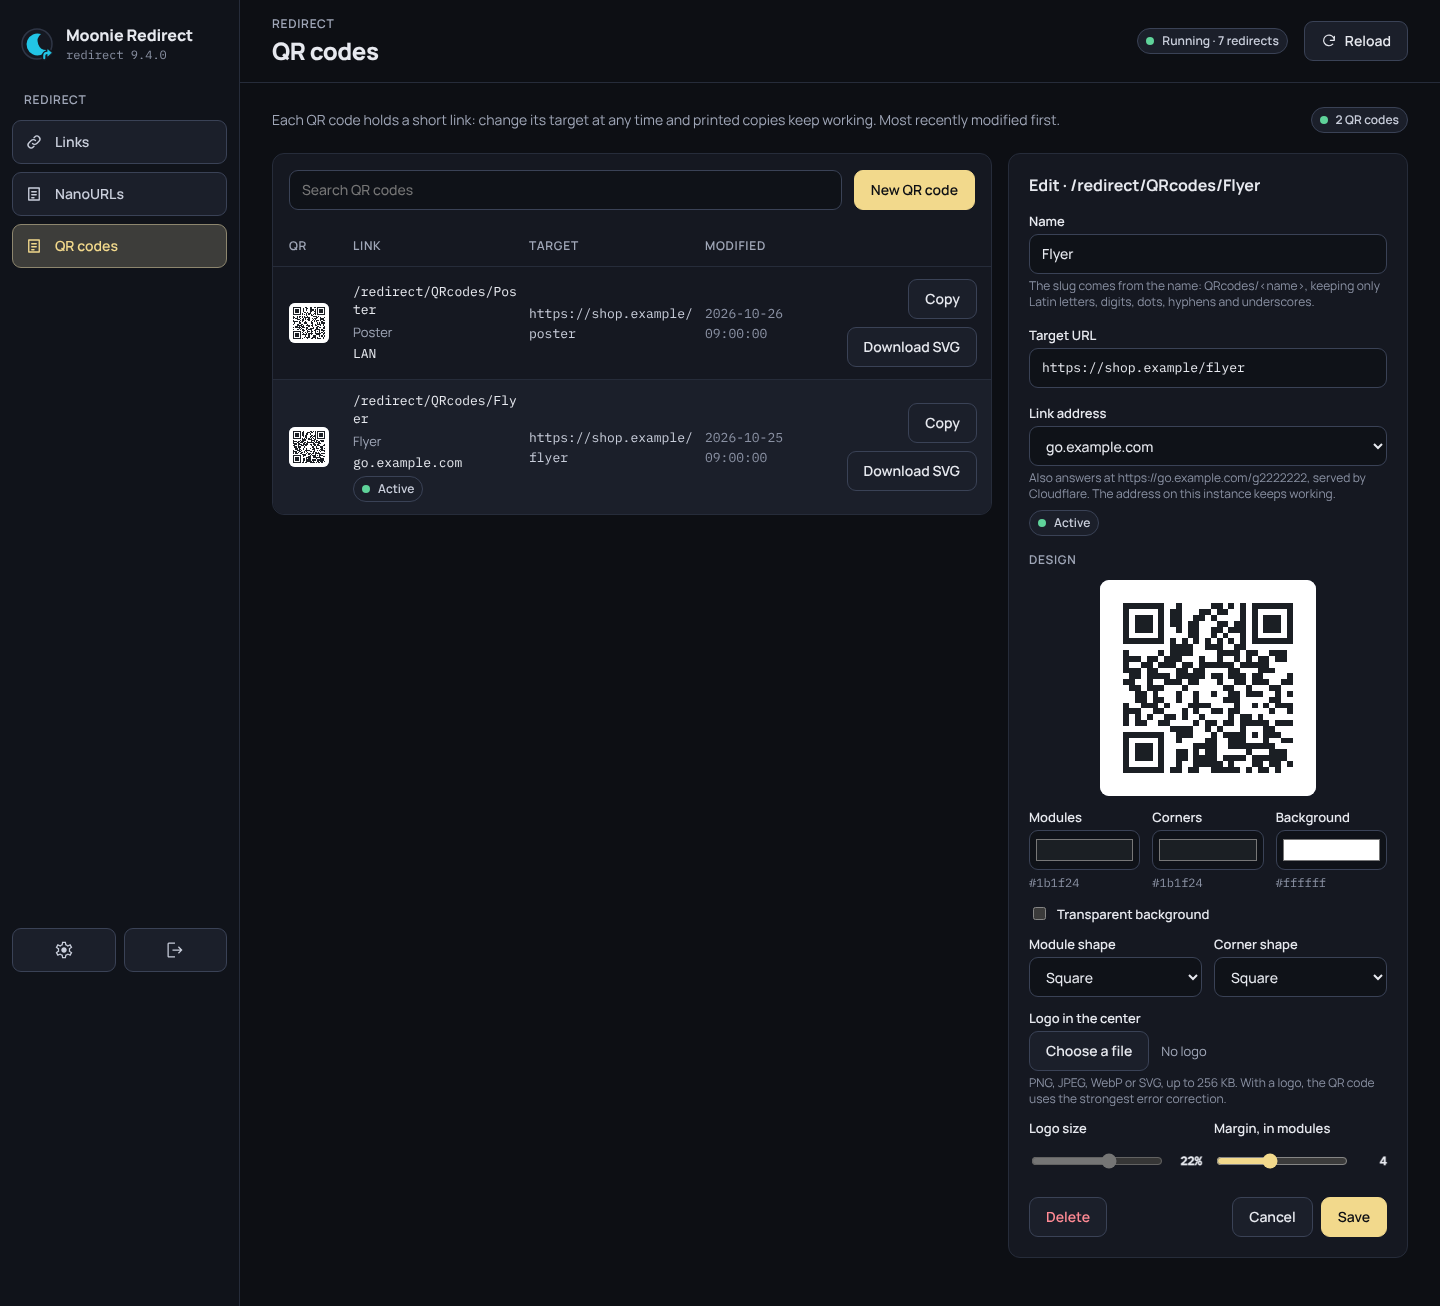 Moonie Redirect
redirect 9.4.0
REDIRECT
Links
NanoURLs
QR codes
REDIRECT
QR codes
Running · 7 redirects
Reload
Each QR code holds a short link: change its target at any time and printed copies keep working. Most recently modified first.
2 QR codes
Search QR codes
New QR code
QR LINK TARGET MODIFIED
/redirect/QRcodes/Pos
ter
Poster
LAN
https://shop.example/
poster
2026-10-26
09:00:00
Copy
Download SVG
/redirect/QRcodes/Fly
er
Flyer
go.example.com
Active
https://shop.example/
flyer
2026-10-25
09:00:00
Copy
Download SVG
Edit · /redirect/QRcodes/Flyer
Name
Flyer
The slug comes from the name: QRcodes/<name>, keeping only
Latin letters, digits, dots, hyphens and underscores.
Target URL
https://shop.example/flyer
Link address
go.example.com
Also answers at https://go.example.com/g2222222, served by
Cloudflare. The address on this instance keeps working.
Active
DESIGN
Modules Corners Background
#1b1f24 #1b1f24 #ffffff
Transparent background
Module shape Corner shape
Square Square
Logo in the center
Choose a file No logo
PNG, JPEG, WebP or SVG, up to 256 KB. With a logo, the QR code
uses the strongest error correction.
Logo size Margin, in modules
22% 4
Delete Cancel Save